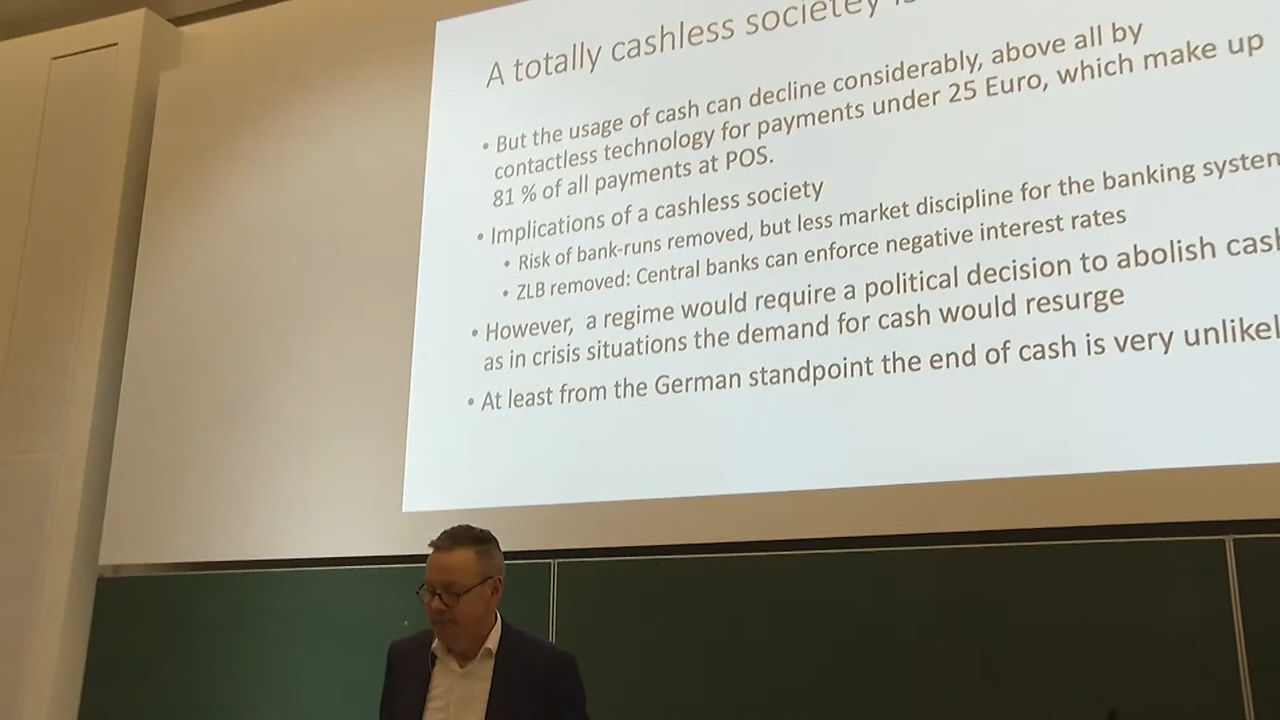 A totally cashless societey is
• But the usage of cash can decline considerably, above all by
contactless technology for payments under 25 Euro, which make up
81 % of all payments at POS.
• Implications of a cashless society
• Risk of bank-runs removed, but less market discipline for the banking system
• ZLB removed: Central banks can enforce negative interest rates
• However, a regime would require a political decision to abolish cash
as in crisis situations the demand for cash would resurge
• At least from the German standpoint the end of cash is very unlikel